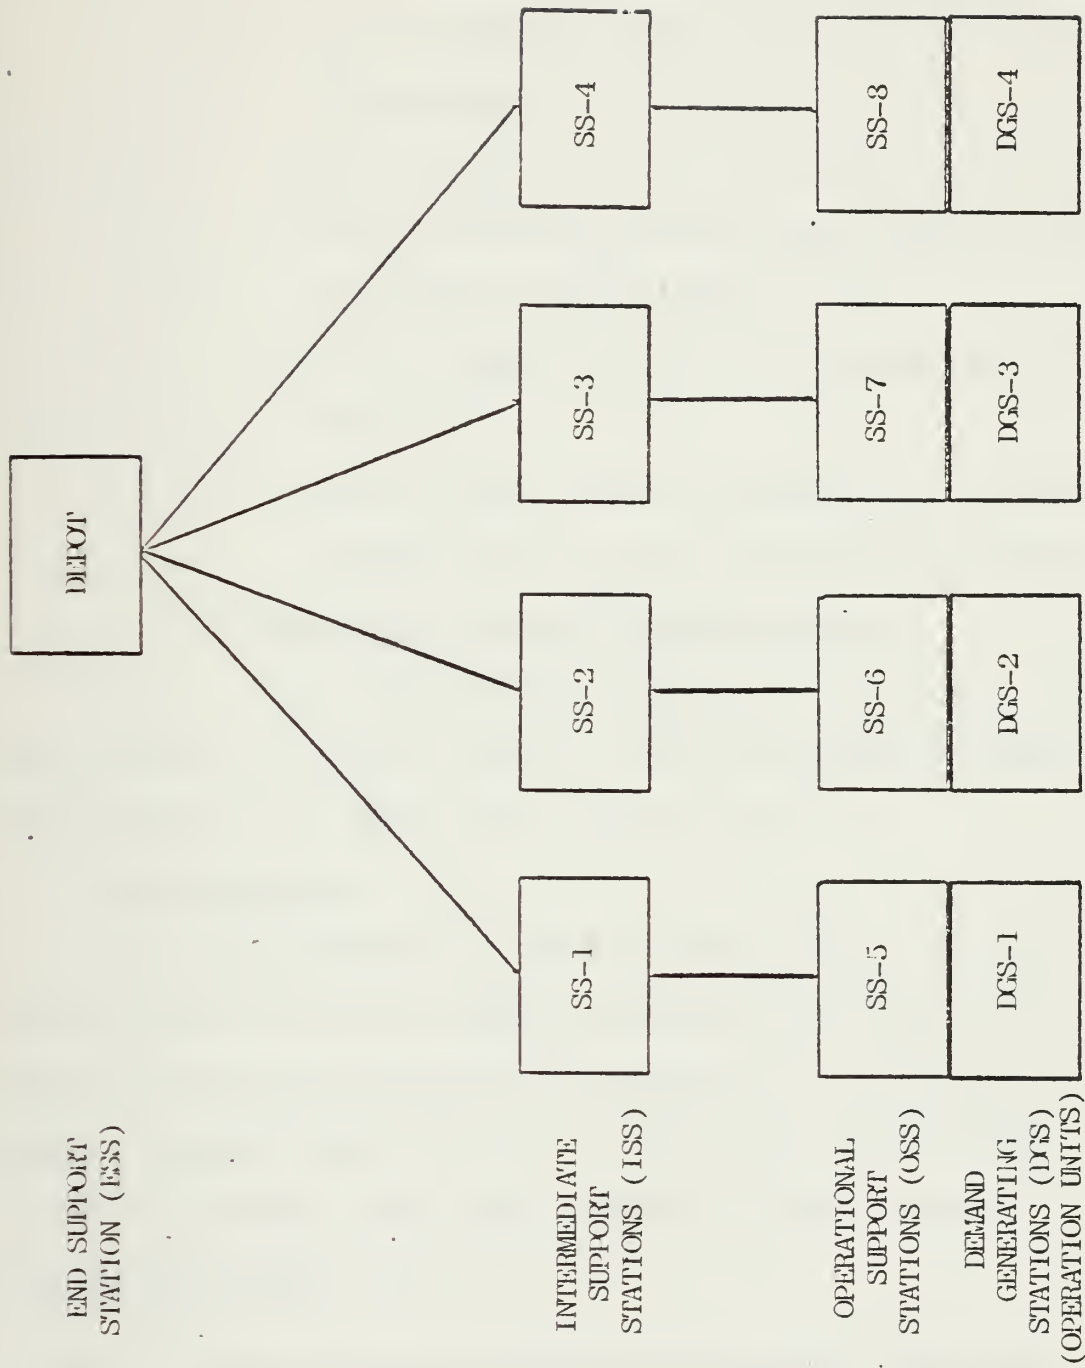 END SUPPORT
STATION (ESS)
DEPOT
INTERMEDIATE
SUPPORT
STATIONS (ISS)
SS-1
SS-2
SS-3
SS-4
OPERATIONAL
SUPPORT
STATIONS (OSS)
SS-5
SS-6
SS-7
SS-8
DEMAND
GENERATING
STATIONS (DGS)
(OPERATION UNITS)
DGS-1
DGS-2
DGS-3
DGS-4